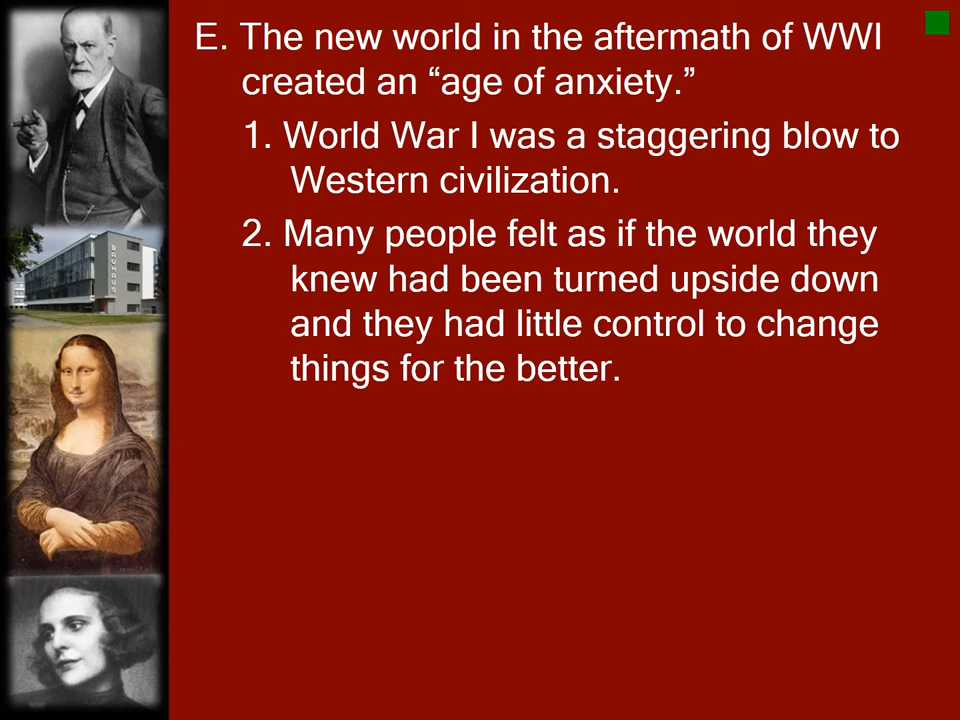 E. The new world in the aftermath of WWI
created an “age of anxiety.”
1. World War I was a staggering blow to
Western civilization.
2. Many people felt as if the world they
knew had been turned upside down
and they had little control to change
things for the better.
BAUHAUS